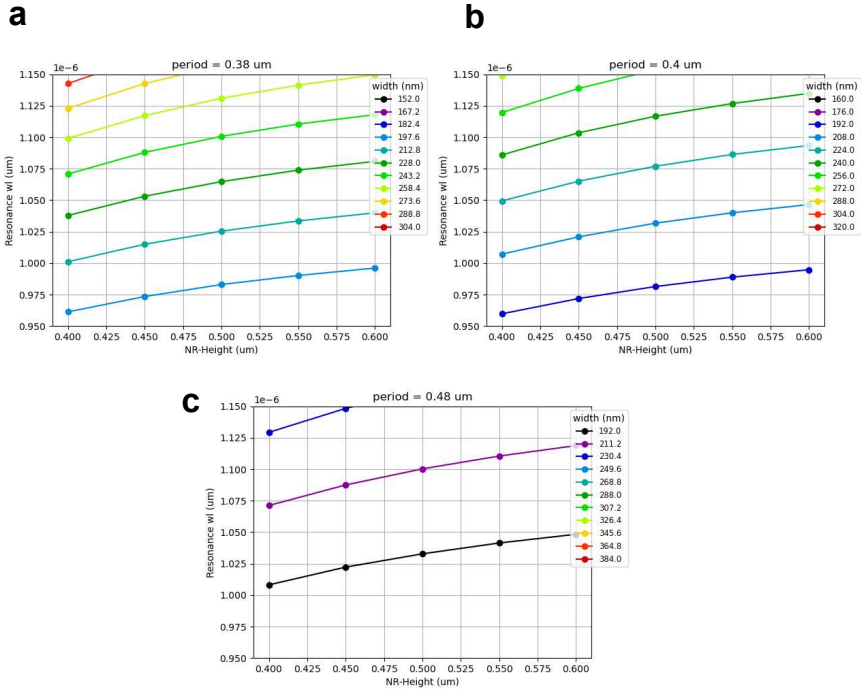 a
period = 0.38 um
1e−6
1.150
1.125
1.100
1.075
1.050
1.025
1.000
0.975
0.950
Resonance wl (um)
0.400 0.425 0.450 0.475 0.500 0.525 0.550 0.575 0.600
NR-Height (um)
width (nm)
152.0
167.2
182.4
197.6
212.8
228.0
243.2
258.4
273.6
288.8
304.0
b
period = 0.4 um
1e−6
1.150
1.125
1.100
1.075
1.050
1.025
1.000
0.975
0.950
Resonance wl (um)
0.400 0.425 0.450 0.475 0.500 0.525 0.550 0.575 0.600
NR-Height (um)
width (nm)
160.0
176.0
192.0
208.0
224.0
240.0
256.0
272.0
288.0
304.0
320.0
c
period = 0.48 um
1e−6
1.150
1.125
1.100
1.075
1.050
1.025
1.000
0.975
0.950
Resonance wl (um)
0.400 0.425 0.450 0.475 0.500 0.525 0.550 0.575 0.600
NR-Height (um)
width (nm)
192.0
211.2
230.4
249.6
268.8
288.0
307.2
326.4
345.6
364.8
384.0